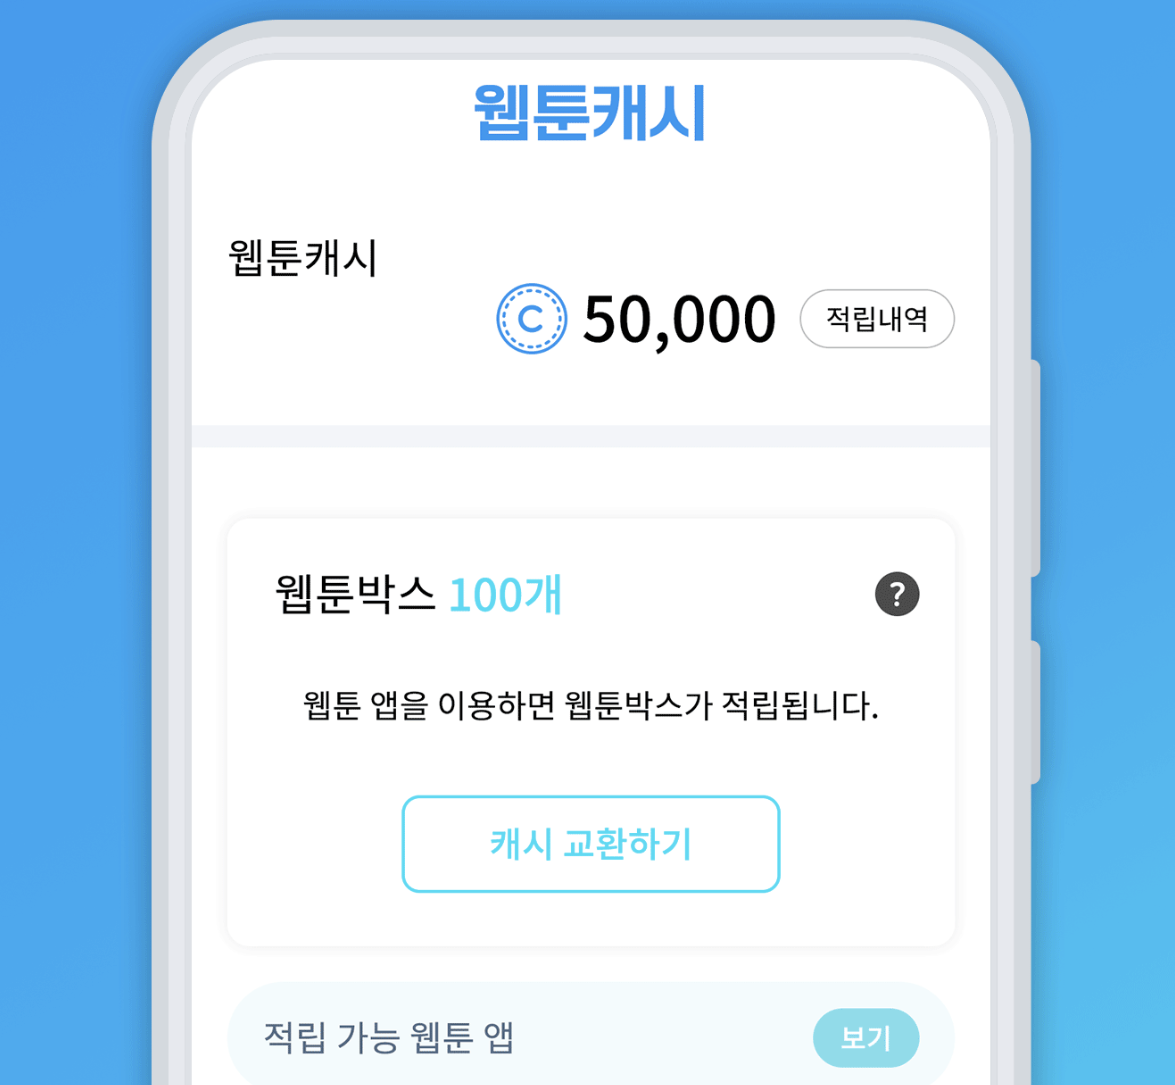 웹툰캐시
웹툰캐시
C 50,000 적립내역
웹툰박스 100개 ?
웹툰 앱을 이용하면 웹툰박스가 적립됩니다.
캐시 교환하기
적립 가능 웹툰 앱 보기